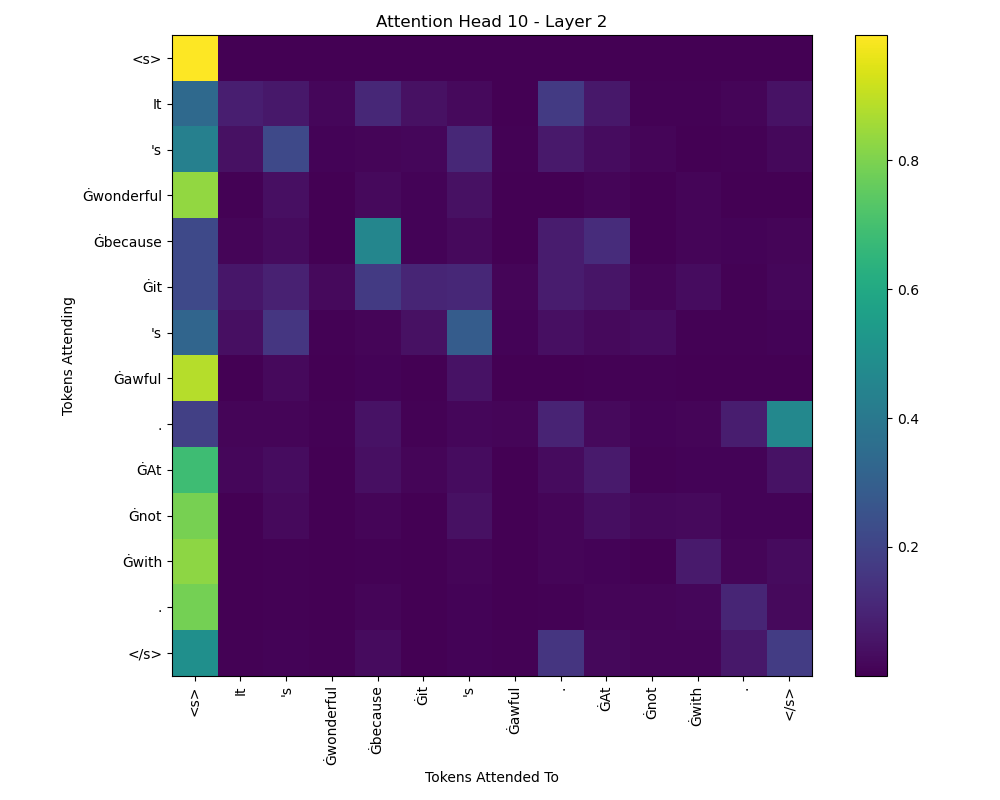 Attention Head 10 - Layer 2
Tokens Attending
<s>
It
's
Ġwonderful
Ġbecause
Ġit
's
Ġawful
.
ĠAt
Ġnot
Ġwith
.
</s>
<s>
It
's
Ġwonderful
Ġbecause
Ġit
's
Ġawful
.
ĠAt
Ġnot
Ġwith
.
</s>
Tokens Attended To
0.8
0.6
0.4
0.2